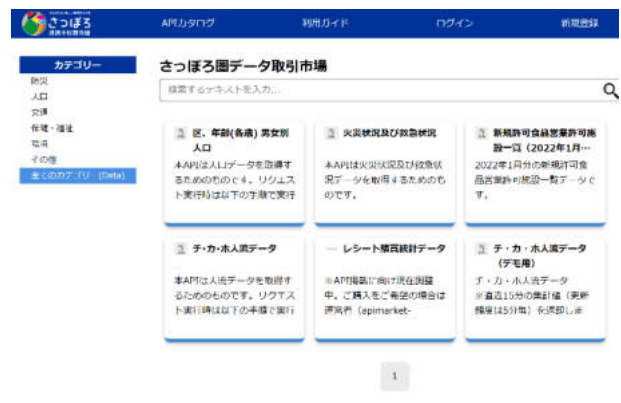 さっぽろ
APIカタログ
利用ガイド
ログイン
新規登録
カテゴリー
防災
人口
交通
保健・福祉
環境
その他
全てのカテゴリ (Data)
さっぽろ圏データ取引市場
検索するテキストを入力...
区、年齢(各歳) 男女別
人口
本APIは人口データを取得す
るためのものです。リクエス
ト実行時は以下の手順で実行
火災状況及び救急状況
本APIは火災状況及び救急状
況データを取得するためのも
のです。
新規許可食品営業許可施
設一覧（2022年1月…
2022年1月分の新規許可食
品営業許可施設一覧データで
す。
チ・カ・ホ人流データ
本APIは人流データを取得す
るためのものです。リクエス
ト実行時は以下の手順で実行
レシート購買統計データ
※API掲載に向け現在調整
中。ご購入をご希望の場合は
運営者（apimarket-
チ・カ・ホ人流データ
（デモ用）
チ・カ・ホ人流データ
※直近15分の集計値（更新
頻度は5分毎）を返却しま
1